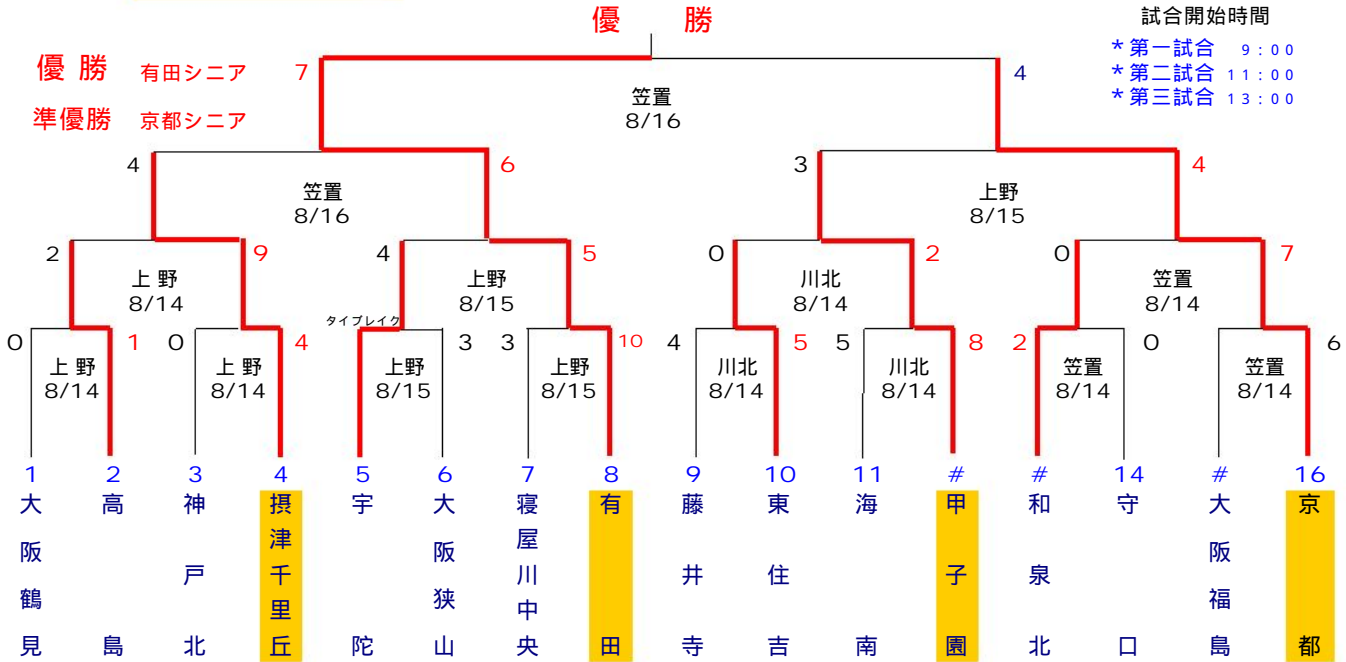 優 勝
試合開始時間
*第一試合 9:00
*第二試合 11:00
*第三試合 13:00
優 勝 有田シニア
準優勝 京都シニア
7
4
笠置
8/16
4
6
3
4
笠置
8/16
上野
8/15
2
9
4
5
0
2
0
7
上 野
8/14
上野
8/15
川北
8/14
笠置
8/14
タイブレイク
0
1
0
4
3
3
10
4
5
5
8
2
0
6
上 野
8/14
上 野
8/14
上野
8/15
上野
8/15
川北
8/14
川北
8/14
笠置
8/14
笠置
8/14
1 2 3 4 5 6 7 8 9 10 11 # # 14 # 16
大阪鶴見
高島
神戸北
摂津千里丘
宇陀
大阪狭山
寝屋川中央
有田
藤井寺
東住吉
海南
甲子園
和泉北
守口
大阪福島
京都